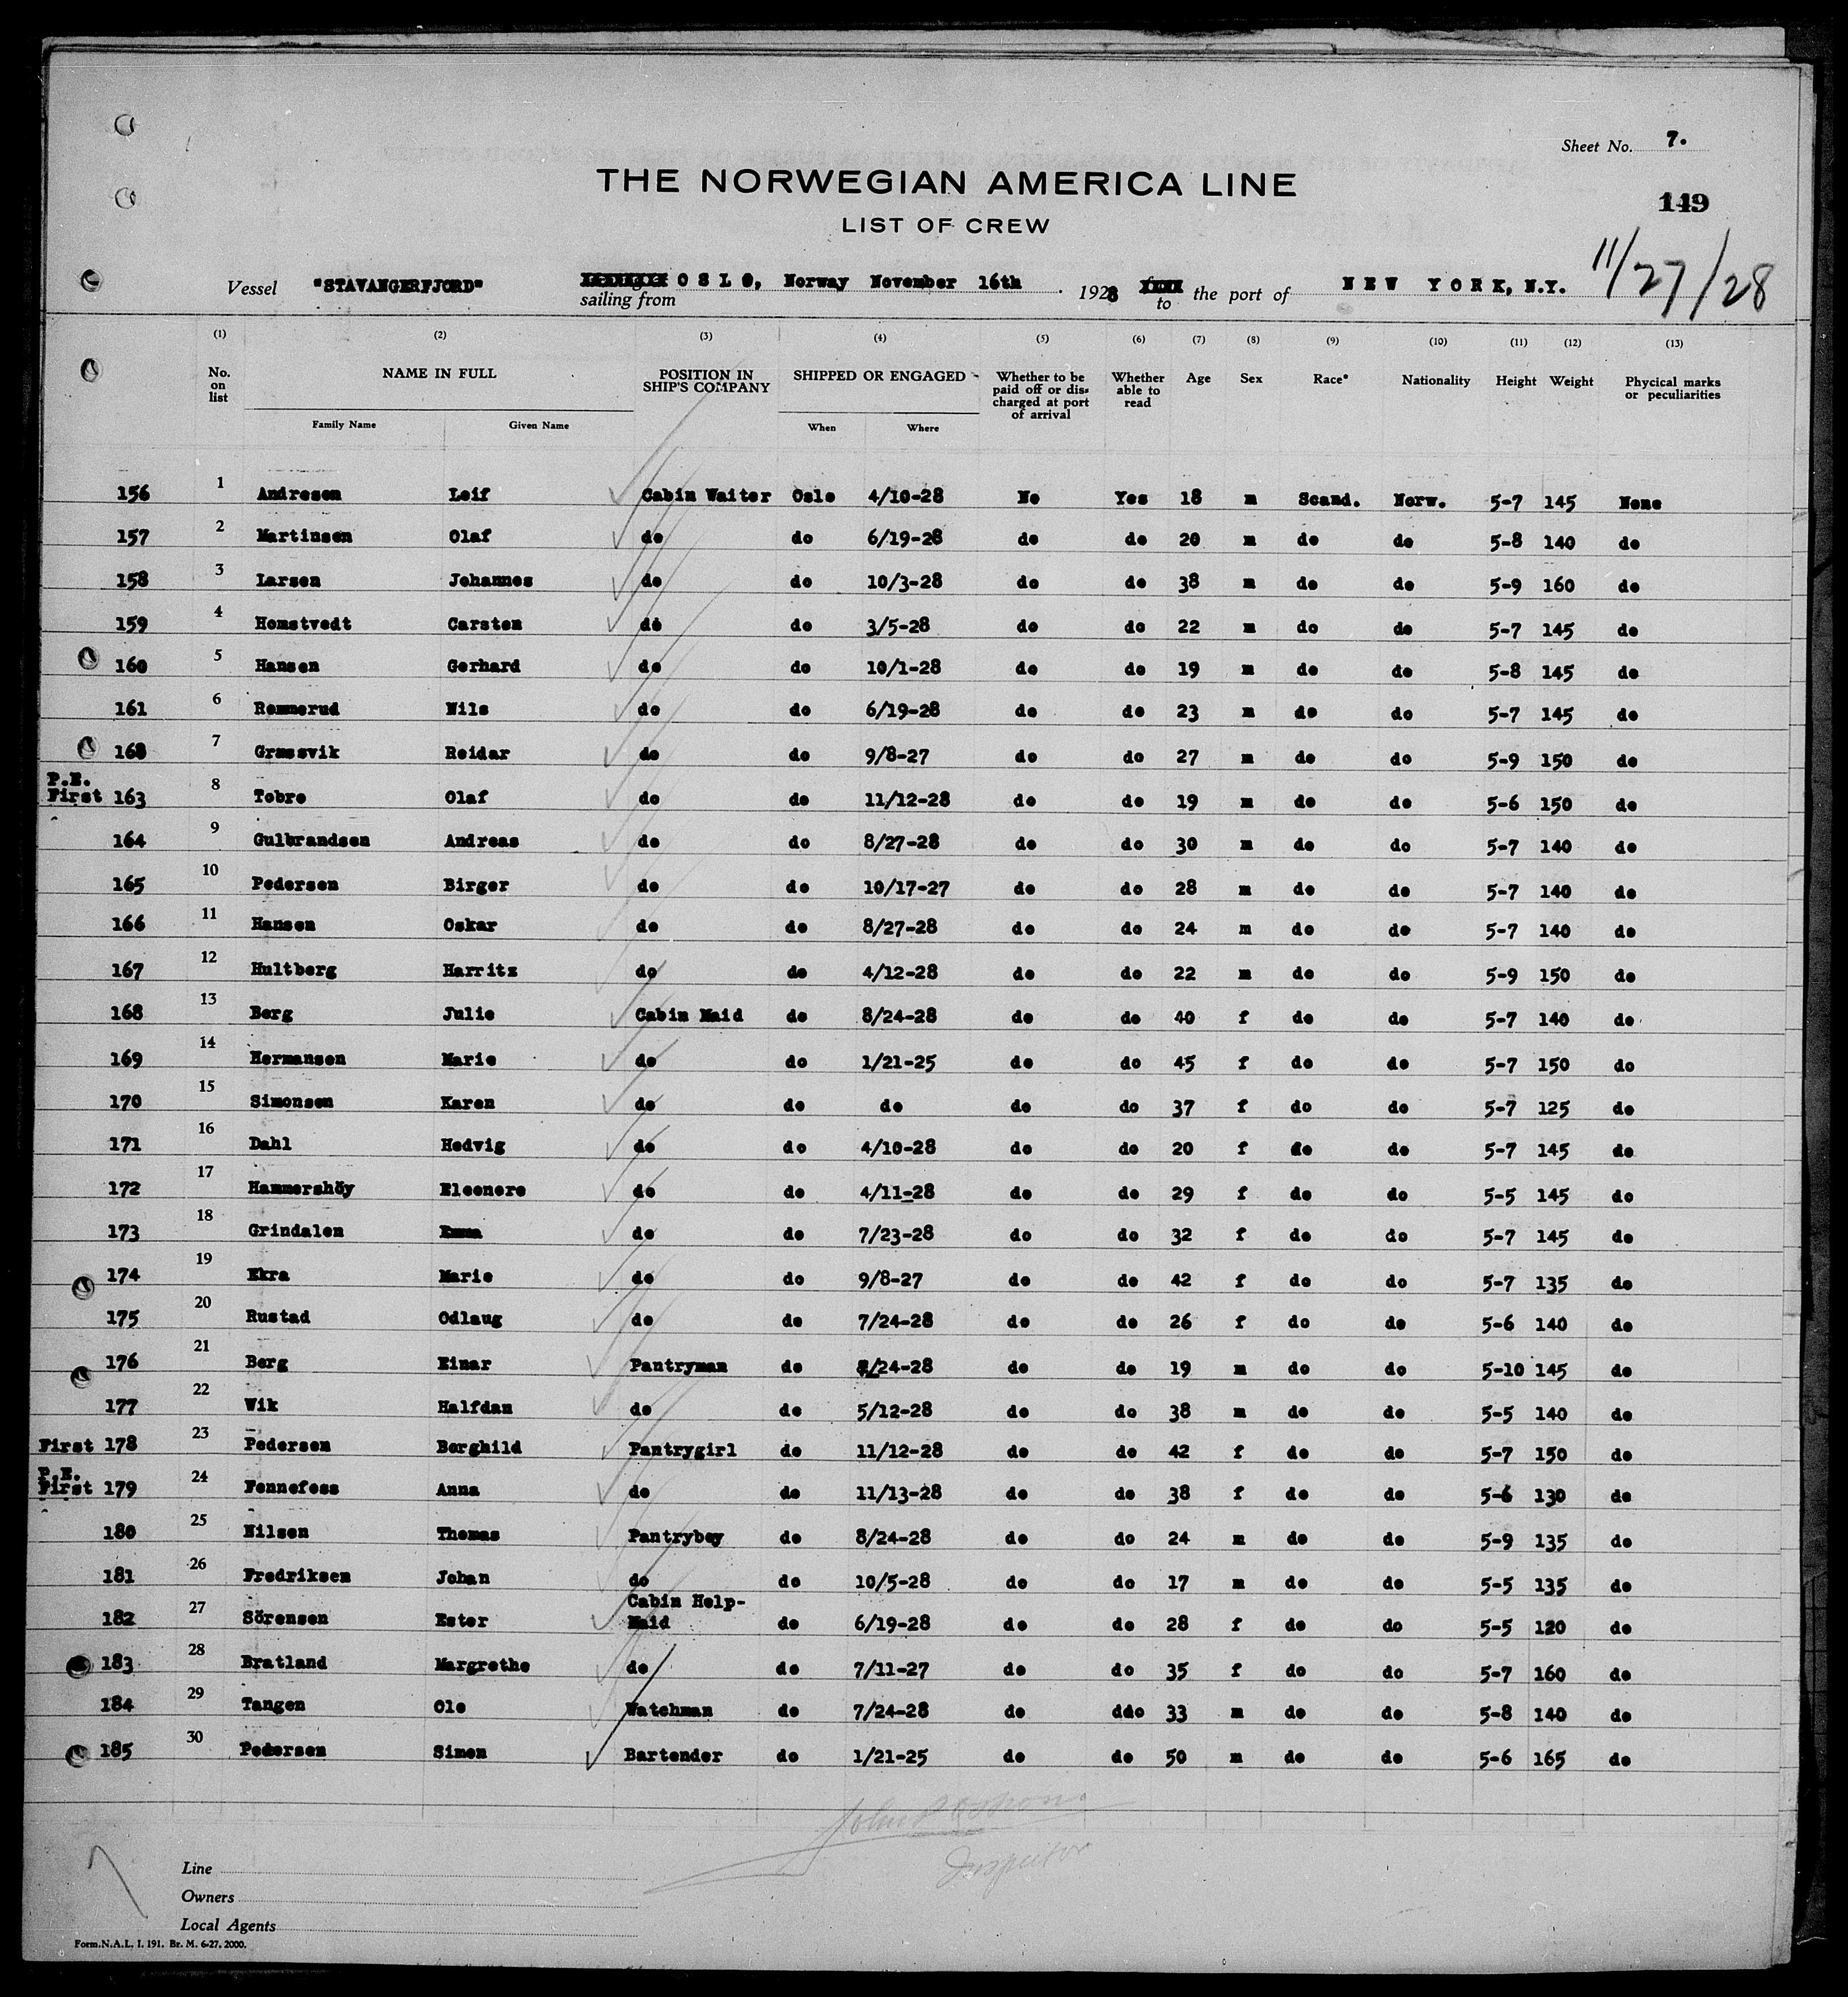 Sheet No. 7.
THE NORWEGIAN AMERICA LINE
149
LIST OF CREW
11/27/28
Vessel "STAVANGERFJORD" sailing from OSLO, Norway November 16th. 1928 to the port of NEW YORK, N.Y.
(1) (2) (3) (4) (5) (6) (7) (8) (9) (10) (11) (12) (13)
No. on list NAME IN FULL POSITION IN SHIP'S COMPANY SHIPPED OR ENGAGED Whether to be paid off or dis-charged at port of arrival Whether able to read Age Sex Race* Nationality Height Weight Phycical marks or peculiarities
Family Name Given Name When Where
156 1 Andresen Leif Cabin Waiter Oslo 4/10-28 No Yes 18 m Scand. Norw. 5-7 145 None
157 2 Martinsen Olaf do do 6/19-28 do do 20 m do do 5-8 140 do
158 3 Larsen Johannes do do 10/3-28 do do 38 m do do 5-9 160 do
159 4 Homstvedt Carsten do do 3/5-28 do do 22 m do do 5-7 145 do
160 5 Hansen Gerhard do do 10/1-28 do do 19 m do do 5-8 145 do
161 6 Remnerud Nils do do 6/19-28 do do 23 m do do 5-7 145 do
7 Græsvik Reidar do do 9/8-27 do do 27 m do do 5-9 150 do
P.E.
First 163 8 Tobre Olaf do do 11/12-28 do do 19 m do do 5-6 150 do
164 9 Gulbrandsen Andreas do do 8/27-28 do do 30 m do do 5-7 140 do
165 10 Pedersen Birger do do 10/17-27 do do 28 m do do 5-7 140 do
166 11 Hansen Oskar do do 8/27-28 do do 24 m do do 5-7 140 do
167 12 Hultberg Harritz do do 4/12-28 do do 22 m do do 5-9 150 do
168 13 Berg Julie Cabin Maid do 8/24-28 do do 40 f do do 5-7 140 do
169 14 Hermansen Marie do do 1/21-25 do do 45 f do do 5-7 150 do
170 15 Simonsen Karen do do do do do 37 f do do 5-7 125 do
171 16 Dahl Hedvig do do 4/10-28 do do 20 f do do 5-7 145 do
172 17 Hammershöy Eleonore do do 4/11-28 do do 29 f do do 5-5 145 do
173 18 Grindalen Emma do do 7/23-28 do do 32 f do do 5-7 145 do
174 19 Ekra Marie do do 9/8-27 do do 42 f do do 5-7 135 do
175 20 Rustad Odlaug do do 7/24-28 do do 26 f do do 5-6 140 do
176 21 Berg Einar Pantryman do 8/24-28 do do 19 m do do 5-10 145 do
177 22 Wik Halfdan do do 5/12-28 do do 38 m do do 5-5 140 do
First 178 23 Pedersen Borghild Pantrygirl do 11/12-28 do do 42 f do do 5-7 150 do
P.E.
First 179 24 Fennefoss Anna do do 11/13-28 do do 38 f do do 5-6 130 do
180 25 Nilsen Thomas Pantryboy do 8/24-28 do do 24 m do do 5-9 135 do
181 26 Fredriksen Johan do do 10/5-28 do do 17 m do do 5-5 135 do
182 27 Sörensen Ester Cabin Help-Maid do 6/19-28 do do 28 f do do 5-5 120 do
183 28 Bratland Margrethe do do 7/11-27 do do 35 f do do 5-7 160 do
184 29 Tangen Ole Watchman do 7/24-28 do ddo 33 m do do 5-8 140 do
185 30 Pedersen Simon Bartender do 1/21-25 do do 50 m do do 5-6 165 do
Inspector
7
Line
Owners
Local Agents
Form.N.A.L. I. 191. Br. M. 6-27. 2000.